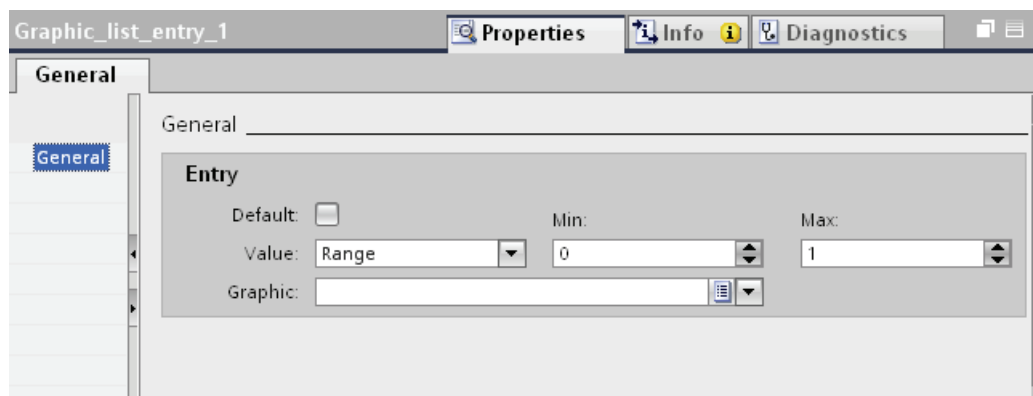 Graphic_list_entry_1
Properties Info Diagnostics
General
General
General
Entry
Default: Min: Max:
Value: Range 0 1
Graphic: